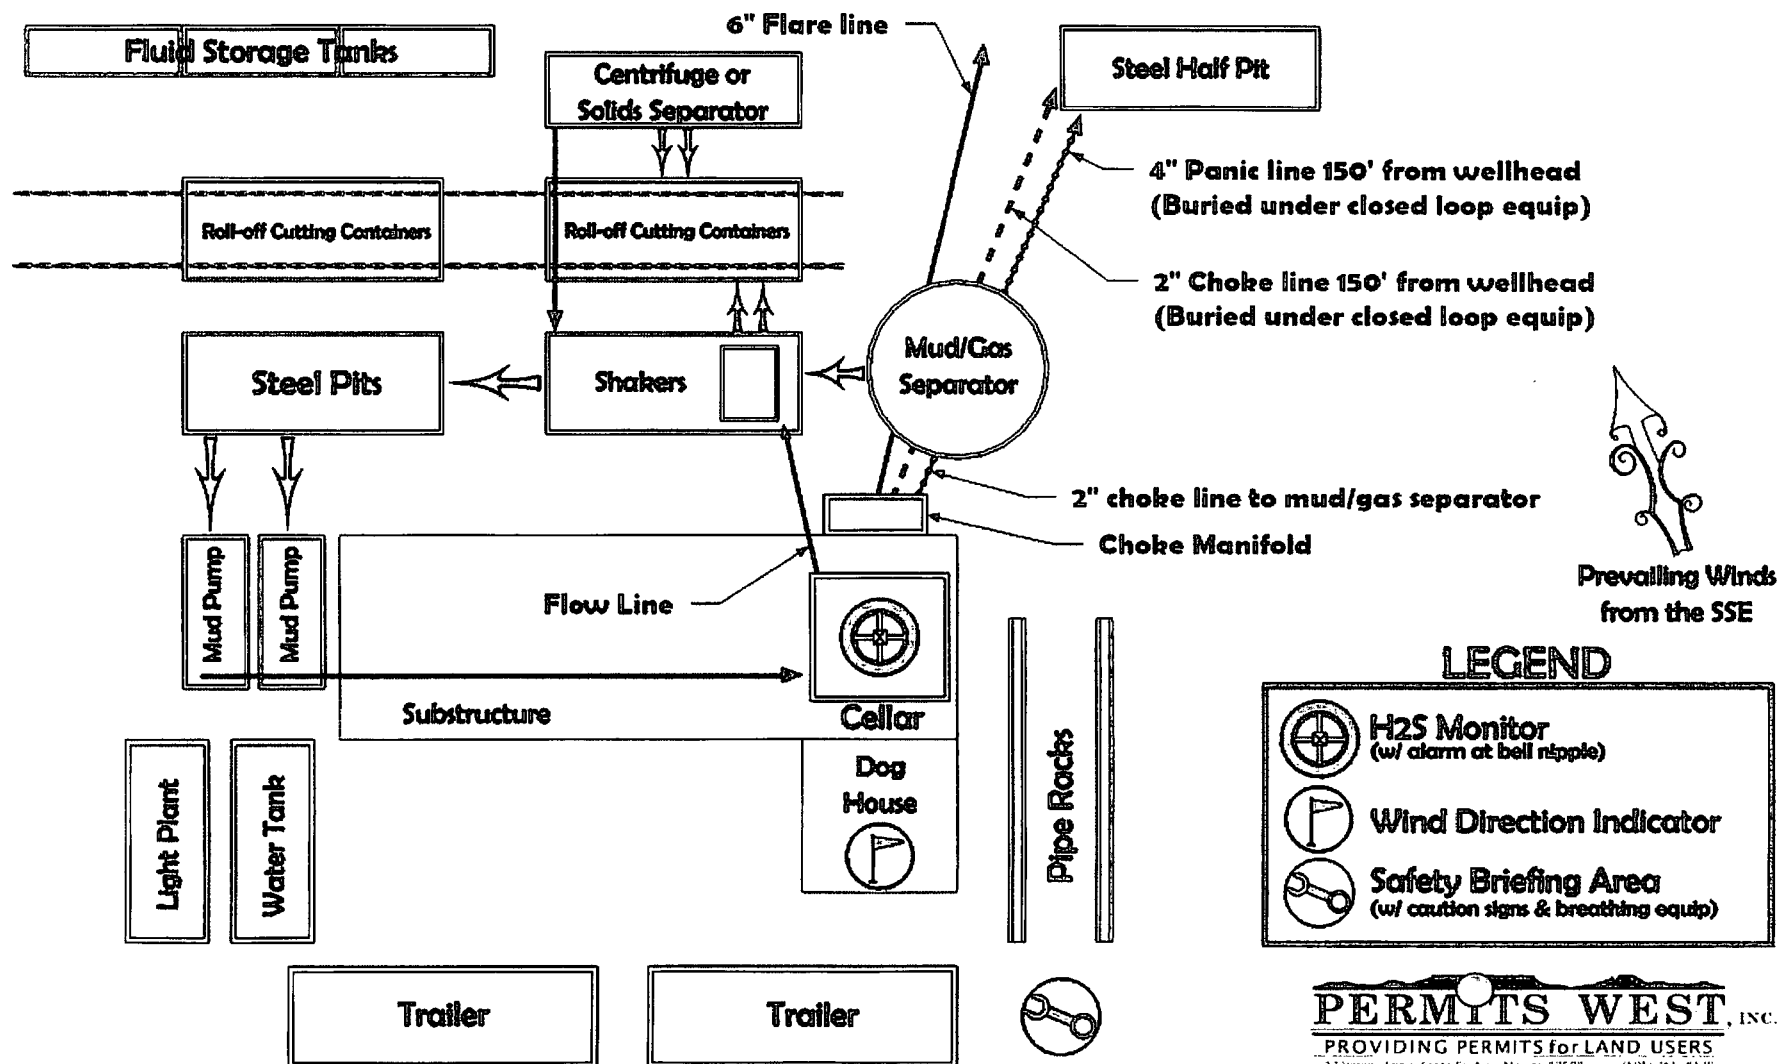 6" Flare line
Fluid Storage Tanks
Centrifuge or
Solids Separator
Steel Half Pit
4" Panic line 150' from wellhead
(Buried under closed loop equip)
Roll-off Cutting Containers
Roll-off Cutting Containers
2" Choke line 150' from wellhead
(Buried under closed loop equip)
Mud/Gas
Separator
Steel Pits
Shakers
2" choke line to mud/gas separator
Choke Manifold
Mud Pump
Mud Pump
Flow Line
Prevailing Winds
from the SSE
Substructure
Cellar
Dog
House
Pipe Racks
Light Plant
Water Tank
LEGEND
H2S Monitor
(w/ alarm at bell nipple)
Wind Direction Indicator
Safety Briefing Area
(w/ caution signs & breathing equip)
Trailer
Trailer
PERMITS WEST, INC.
PROVIDING PERMITS for LAND USERS